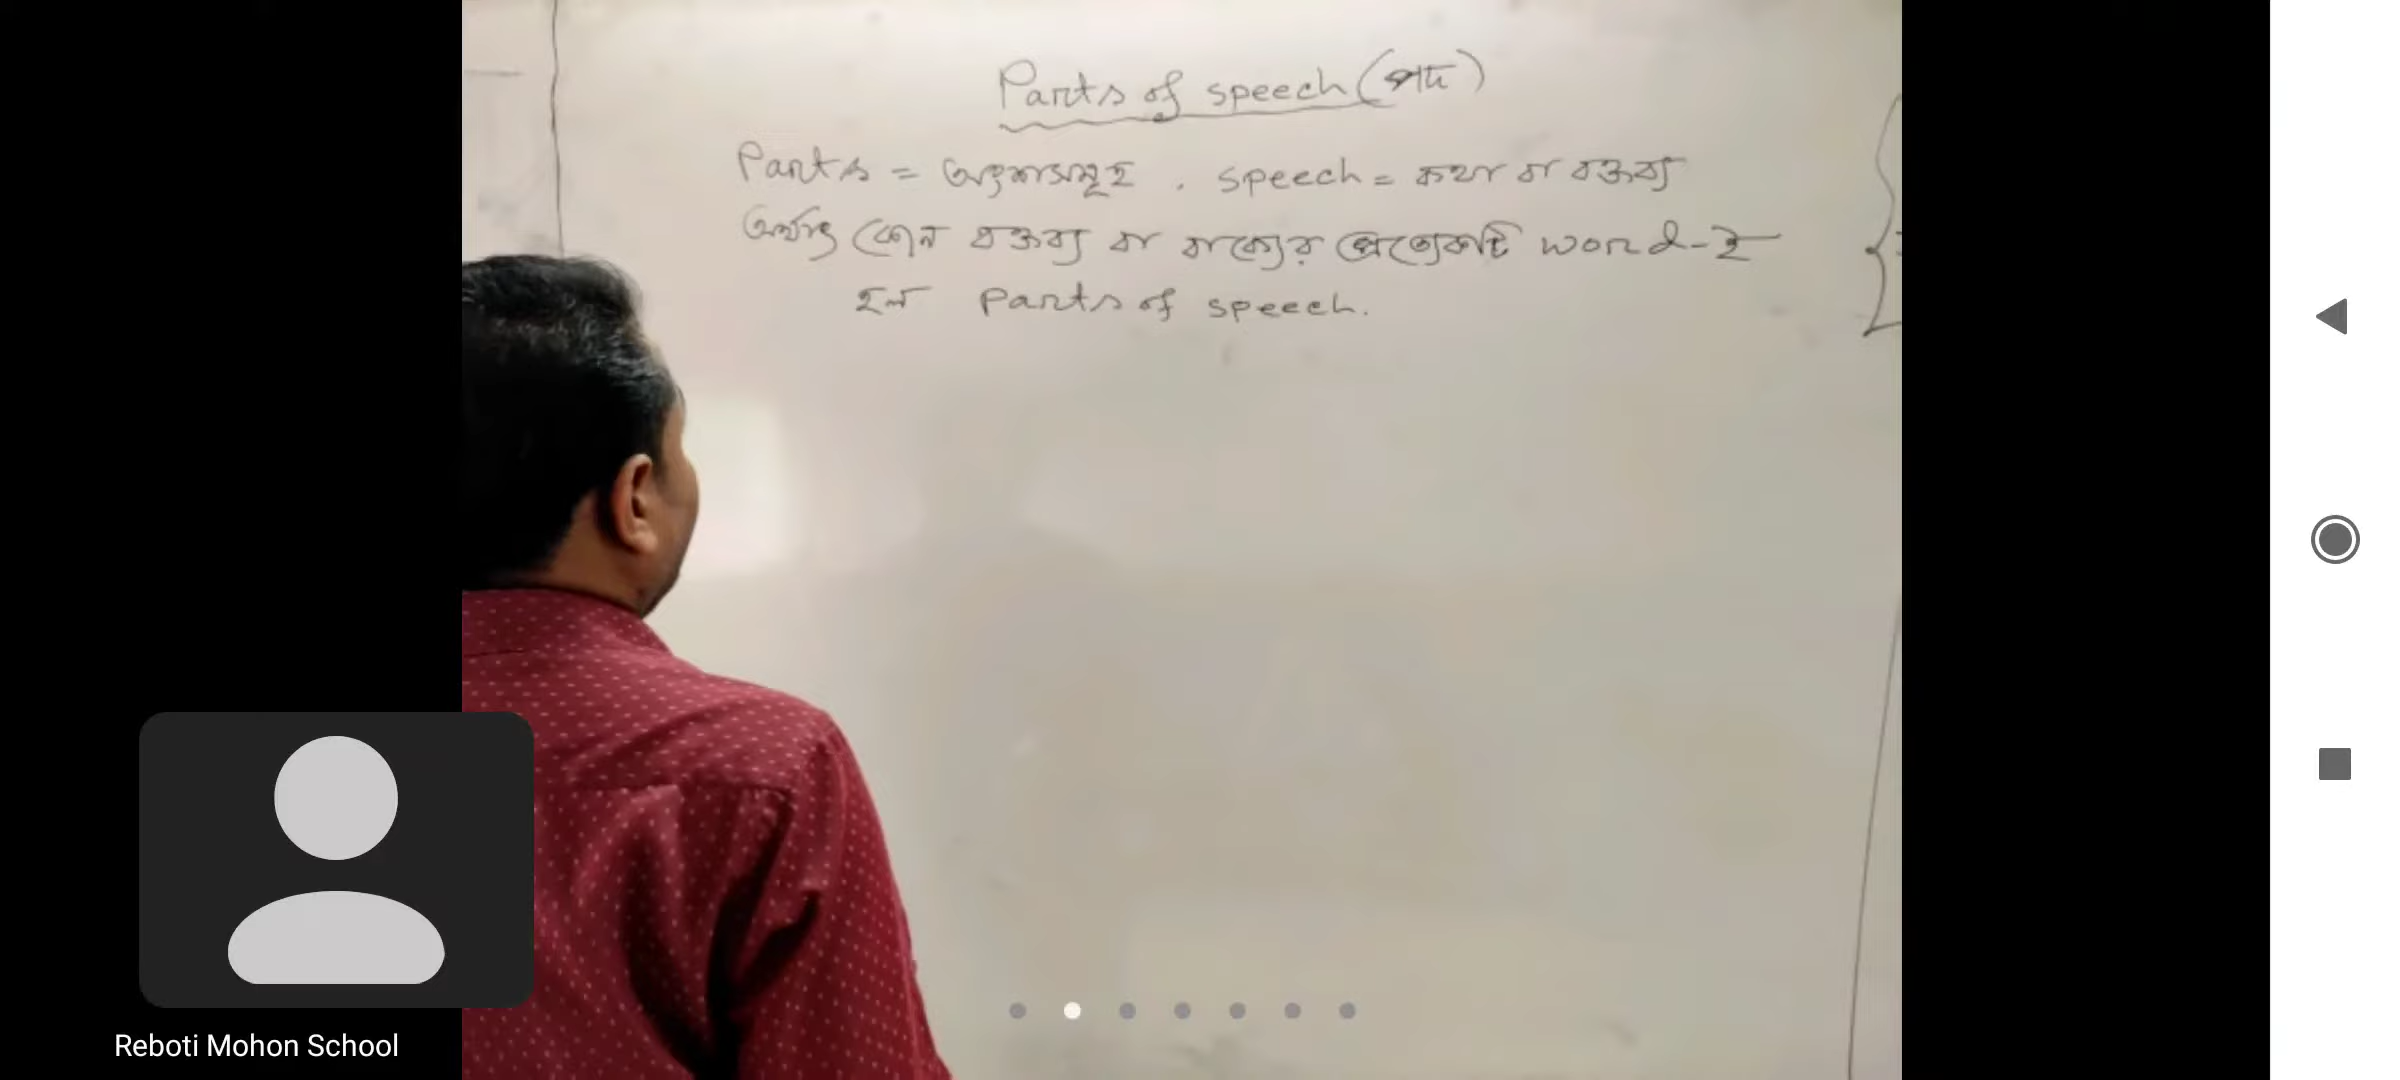 Parts of speech (পদ)
Parts = অংশসমূহ . speech = কথা বা বক্তব্য
অর্থাৎ কোন বক্তব্য বা বাক্যের প্রত্যেকটি word-ই
হল parts of speech.
Reboti Mohon School